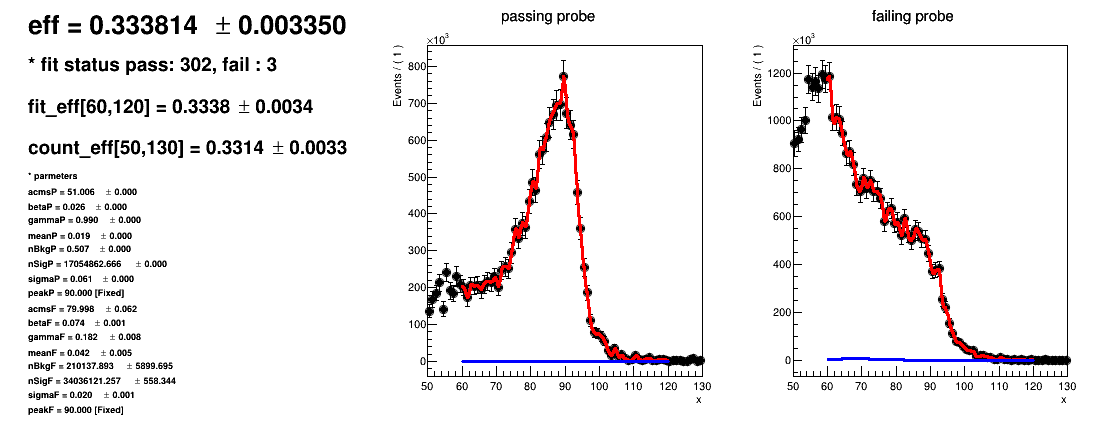 eff = 0.333814 ± 0.003350
* fit status pass: 302, fail : 3
fit_eff[60,120] = 0.3338 ± 0.0034
count_eff[50,130] = 0.3314 ± 0.0033
* parmeters
acmsP = 51.006 ± 0.000
betaP = 0.026 ± 0.000
gammaP = 0.990 ± 0.000
meanP = 0.019 ± 0.000
nBkgP = 0.507 ± 0.000
nSigP = 17054862.666 ± 0.000
sigmaP = 0.061 ± 0.000
peakP = 90.000 [Fixed]
acmsF = 79.998 ± 0.062
betaF = 0.074 ± 0.001
gammaF = 0.182 ± 0.008
meanF = 0.042 ± 0.005
nBkgF = 210137.893 ± 5899.695
nSigF = 34036121.257 ± 558.344
sigmaF = 0.020 ± 0.001
peakF = 90.000 [Fixed]
passing probe
×10³
Events / ( 1 )
800
700
600
500
400
300
200
100
0
50 60 70 80 90 100 110 120 130
x
failing probe
×10³
Events / ( 1 )
1200
1000
800
600
400
200
0
50 60 70 80 90 100 110 120 130
x